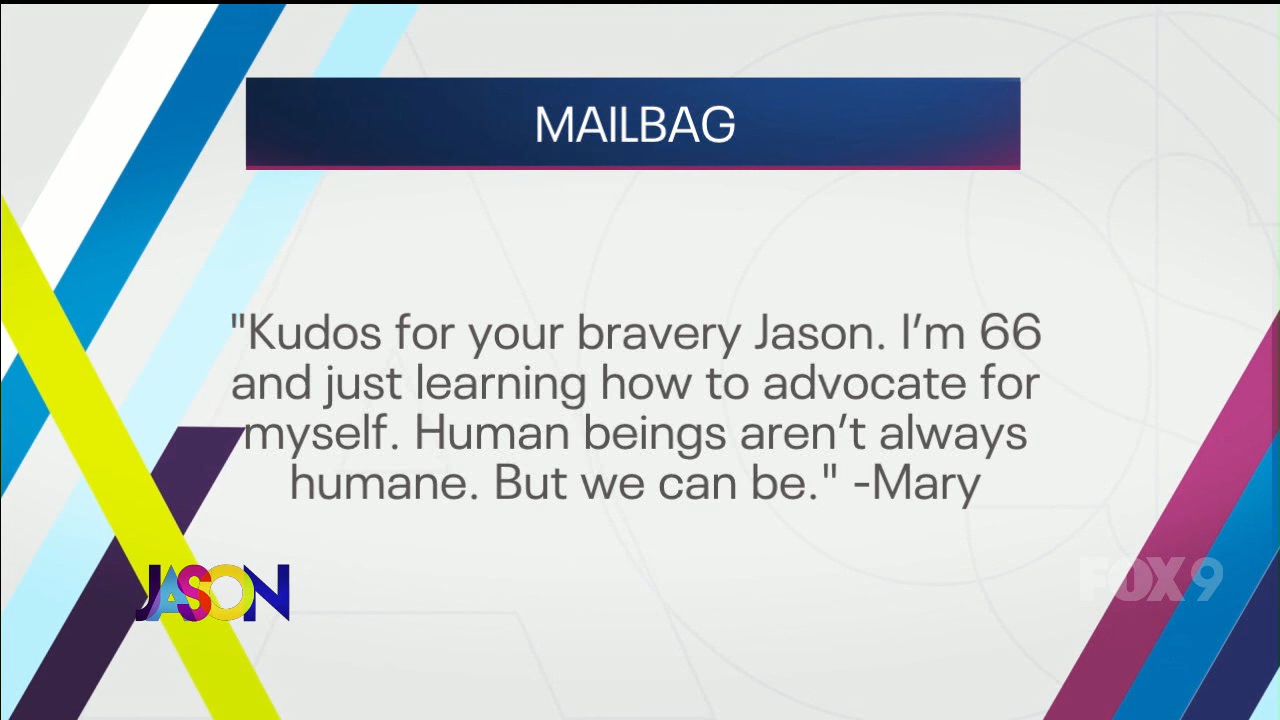 MAILBAG
"Kudos for your bravery Jason. I’m 66
and just learning how to advocate for
myself. Human beings aren’t always
humane. But we can be." -Mary
JASON
FOX 9